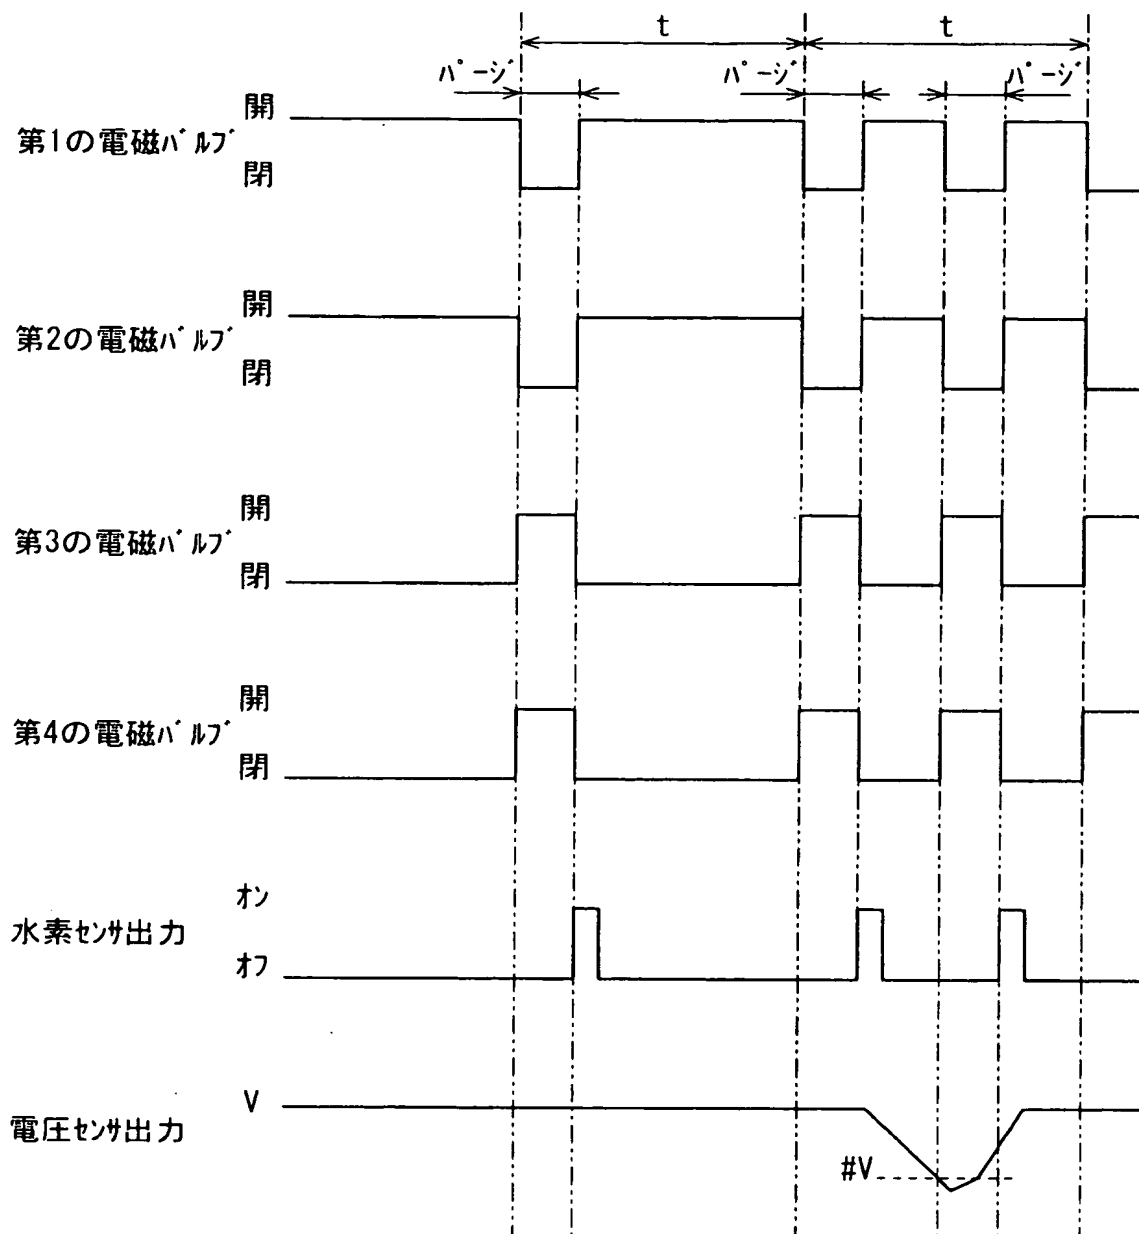 t t
ﾊﾟｰｼﾞ ﾊﾟｰｼﾞ ﾊﾟｰｼﾞ
開
第1の電磁ﾊﾞﾙﾌﾞ
閉
開
第2の電磁ﾊﾞﾙﾌﾞ
閉
開
第3の電磁ﾊﾞﾙﾌﾞ
閉
開
第4の電磁ﾊﾞﾙﾌﾞ
閉
ｵﾝ
水素ｾﾝｻ出力
ｵﾌ
V
電圧ｾﾝｻ出力
#V